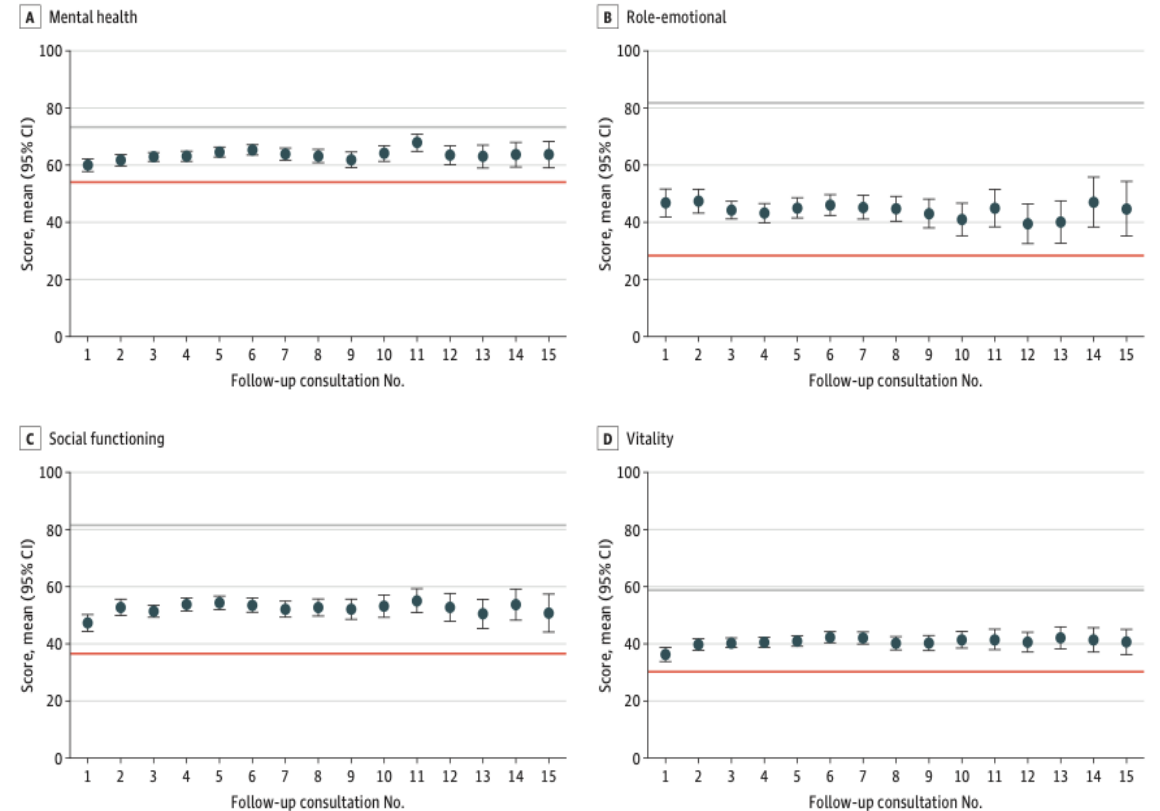 A Mental health
100
80
60
40
20
0
Score, mean (95% CI)
1 2 3 4 5 6 7 8 9 10 11 12 13 14 15
Follow-up consultation No.
B Role-emotional
100
80
60
40
20
0
Score, mean (95% CI)
1 2 3 4 5 6 7 8 9 10 11 12 13 14 15
Follow-up consultation No.
C Social functioning
100
80
60
40
20
0
Score, mean (95% CI)
1 2 3 4 5 6 7 8 9 10 11 12 13 14 15
Follow-up consultation No.
D Vitality
100
80
60
40
20
0
Score, mean (95% CI)
1 2 3 4 5 6 7 8 9 10 11 12 13 14 15
Follow-up consultation No.